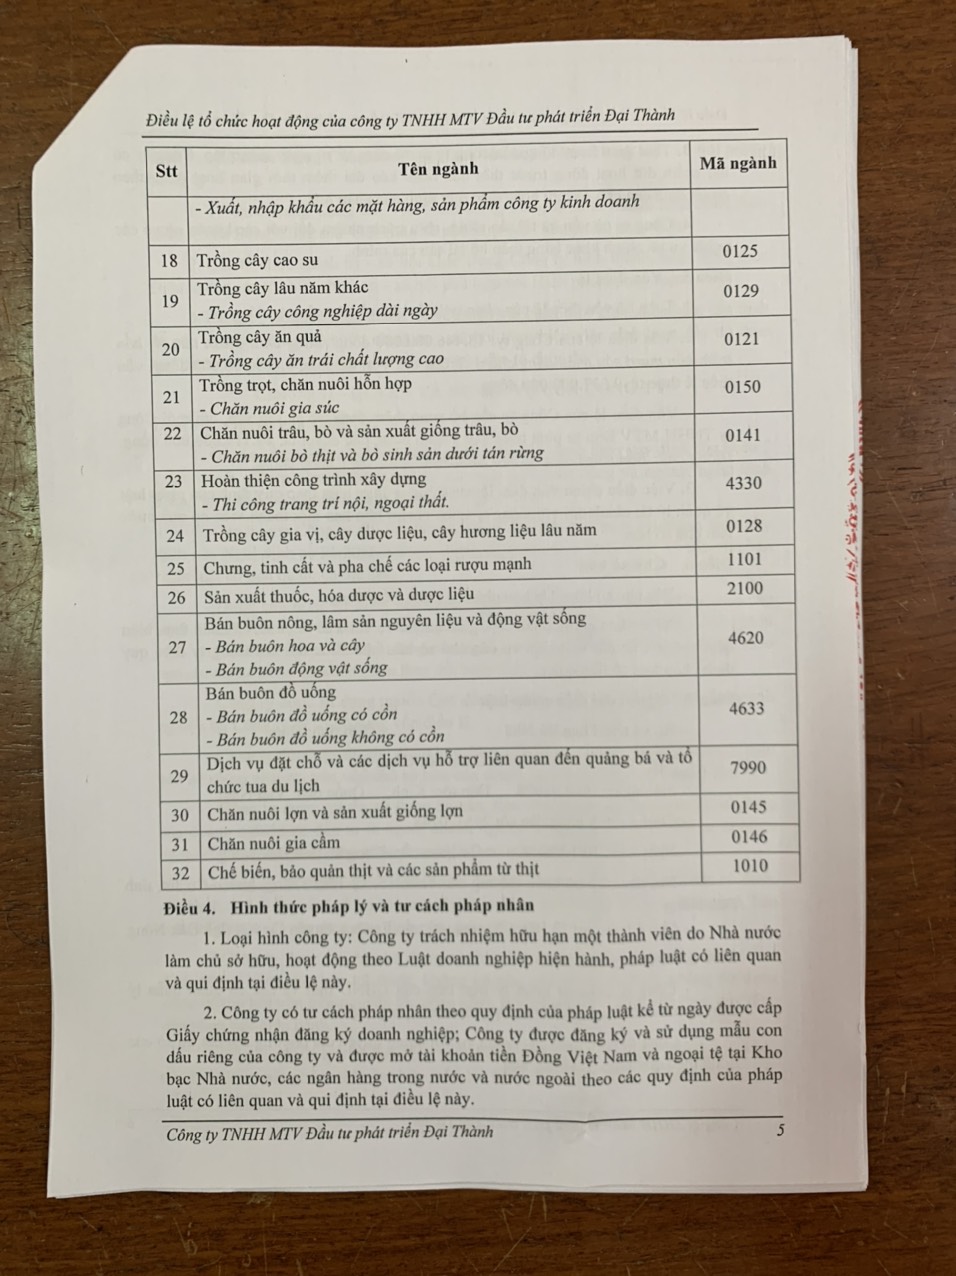 Điều lệ tổ chức hoạt động của công ty TNHH MTV Đầu tư phát triển Đại Thành
Stt Tên ngành Mã ngành
- Xuất, nhập khẩu các mặt hàng, sản phẩm công ty kinh doanh
18 Trồng cây cao su 0125
19 Trồng cây lâu năm khác 0129
- Trồng cây công nghiệp dài ngày
20 Trồng cây ăn quả 0121
- Trồng cây ăn trái chất lượng cao
21 Trồng trọt, chăn nuôi hỗn hợp 0150
- Chăn nuôi gia súc
22 Chăn nuôi trâu, bò và sản xuất giống trâu, bò 0141
- Chăn nuôi bò thịt và bò sinh sản dưới tán rừng
23 Hoàn thiện công trình xây dựng 4330
- Thi công trang trí nội, ngoại thất.
24 Trồng cây gia vị, cây dược liệu, cây hương liệu lâu năm 0128
25 Chưng, tinh cất và pha chế các loại rượu mạnh 1101
26 Sản xuất thuốc, hóa dược và dược liệu 2100
27 Bán buôn nông, lâm sản nguyên liệu và động vật sống 4620
- Bán buôn hoa và cây
- Bán buôn động vật sống
28 Bán buôn đồ uống 4633
- Bán buôn đồ uống có cồn
- Bán buôn đồ uống không có cồn
29 Dịch vụ đặt chỗ và các dịch vụ hỗ trợ liên quan đến quảng bá và tổ 7990
chức tua du lịch
30 Chăn nuôi lợn và sản xuất giống lợn 0145
31 Chăn nuôi gia cầm 0146
32 Chế biến, bảo quản thịt và các sản phẩm từ thịt 1010
Điều 4. Hình thức pháp lý và tư cách pháp nhân
1. Loại hình công ty: Công ty trách nhiệm hữu hạn một thành viên do Nhà nước
làm chủ sở hữu, hoạt động theo Luật doanh nghiệp hiện hành, pháp luật có liên quan
và qui định tại điều lệ này.
2. Công ty có tư cách pháp nhân theo quy định của pháp luật kể từ ngày được cấp
Giấy chứng nhận đăng ký doanh nghiệp; Công ty được đăng ký và sử dụng mẫu con
dấu riêng của công ty và được mở tài khoản tiền Đồng Việt Nam và ngoại tệ tại Kho
bạc Nhà nước, các ngân hàng trong nước và nước ngoài theo các quy định của pháp
luật có liên quan và qui định tại điều lệ này.
Công ty TNHH MTV Đầu tư phát triển Đại Thành 5